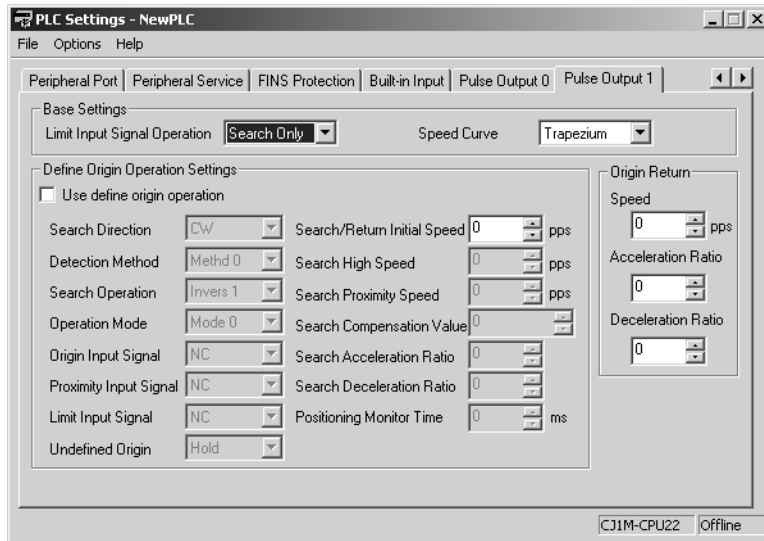 PLC Settings - NewPLC
File Options Help
Peripheral Port Peripheral Service FINS Protection Built-in Input Pulse Output 0 Pulse Output 1
Base Settings
Limit Input Signal Operation Search Only Speed Curve Trapezium
Define Origin Operation Settings
Use define origin operation
Search Direction CW Search/Return Initial Speed 0 pps
Detection Method Methd 0 Search High Speed 0 pps
Search Operation Invers 1 Search Proximity Speed 0 pps
Operation Mode Mode 0 Search Compensation Value 0
Origin Input Signal NC Search Acceleration Ratio 0
Proximity Input Signal NC Search Deceleration Ratio 0
Limit Input Signal NC Positioning Monitor Time 0 ms
Undefined Origin Hold
Origin Return
Speed
0 pps
Acceleration Ratio
0
Deceleration Ratio
0
CJ1M-CPU22 Offline